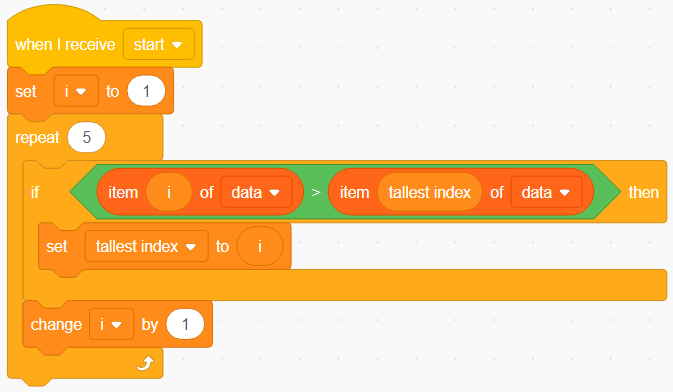 when I receive start
set i to 1
repeat 5
if item i of data > item tallest index of data then
set tallest index to i
change i by 1